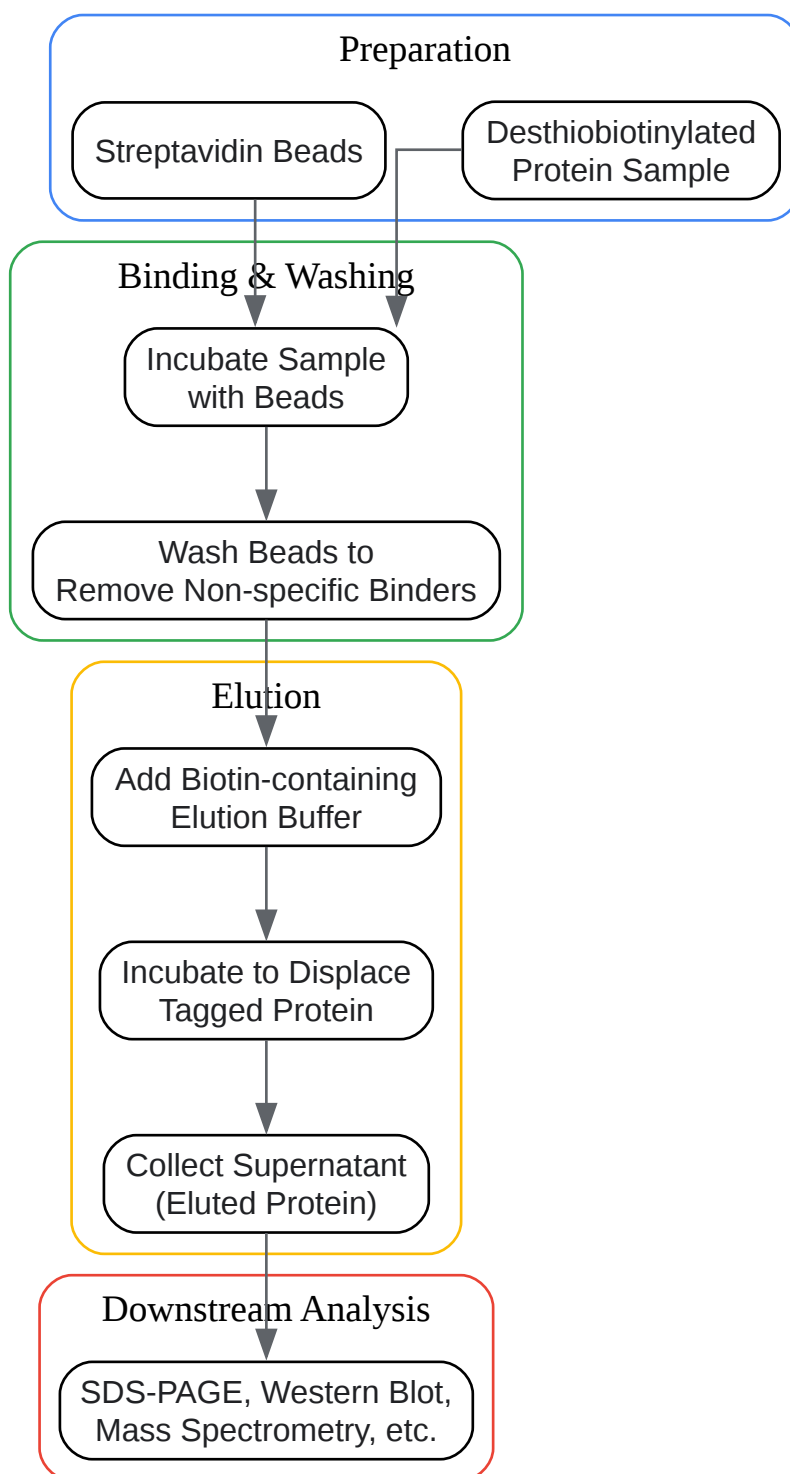 Preparation
Streptavidin Beads
Desthiobiotinylated
Protein Sample
Binding & Washing
Incubate Sample
with Beads
Wash Beads to
Remove Non-specific Binders
Elution
Add Biotin-containing
Elution Buffer
Incubate to Displace
Tagged Protein
Collect Supernatant
(Eluted Protein)
Downstream Analysis
SDS-PAGE, Western Blot,
Mass Spectrometry, etc.